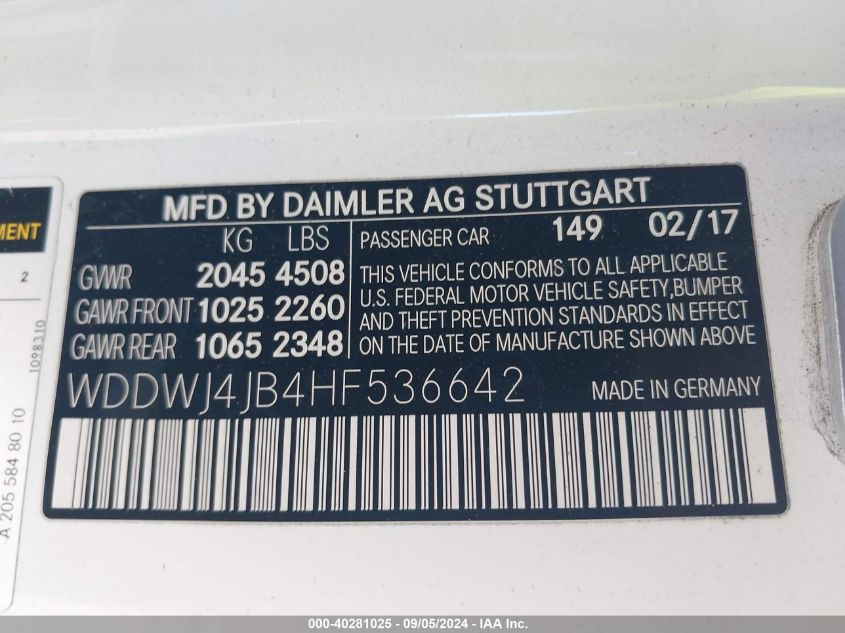 MFD BY DAIMLER AG STUTTGART
KG LBS
GVWR 2045 4508
GAWR FRONT 1025 2260
GAWR REAR 1065 2348
PASSENGER CAR 149 02/17
THIS VEHICLE CONFORMS TO ALL APPLICABLE
U.S. FEDERAL MOTOR VEHICLE SAFETY,BUMPER
AND THEFT PREVENTION STANDARDS IN EFFECT
ON THE DATE OF MANUFACTURE SHOWN ABOVE
WDDWJ4JB4HF536642 MADE IN GERMANY
MENT
2
1098310
A 205 584 80 10
000-40281025 - 09/05/2024 - IAA Inc.